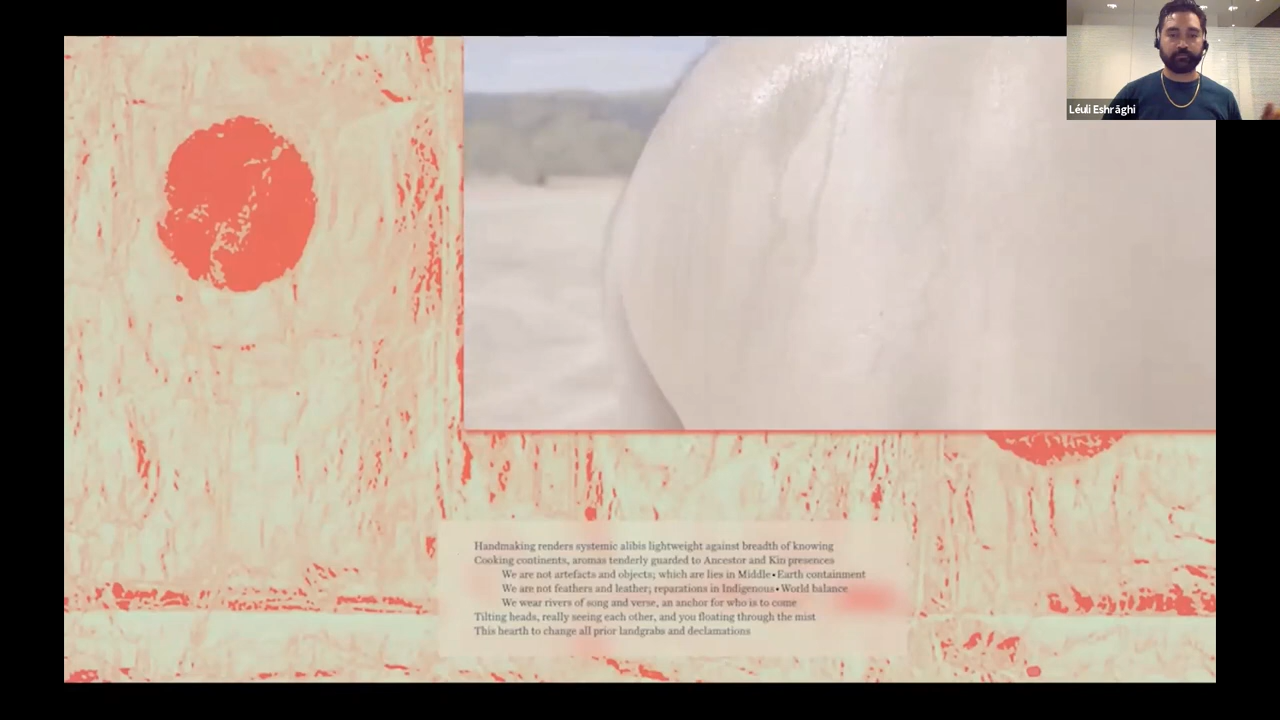 Léuli Eshrāghi
Handmaking renders systemic alibis lightweight against breadth of knowing
Cooking continents, aromas tenderly guarded to Ancestor and Kin presences
We are not artefacts and objects; which are lies in Middle•Earth containment
We are not feathers and leather; reparations in Indigenous•World balance
We wear rivers of song and verse, an anchor for who is to come
Tilting heads, really seeing each other, and you floating through the mist
This hearth to change all prior landgrabs and declamations